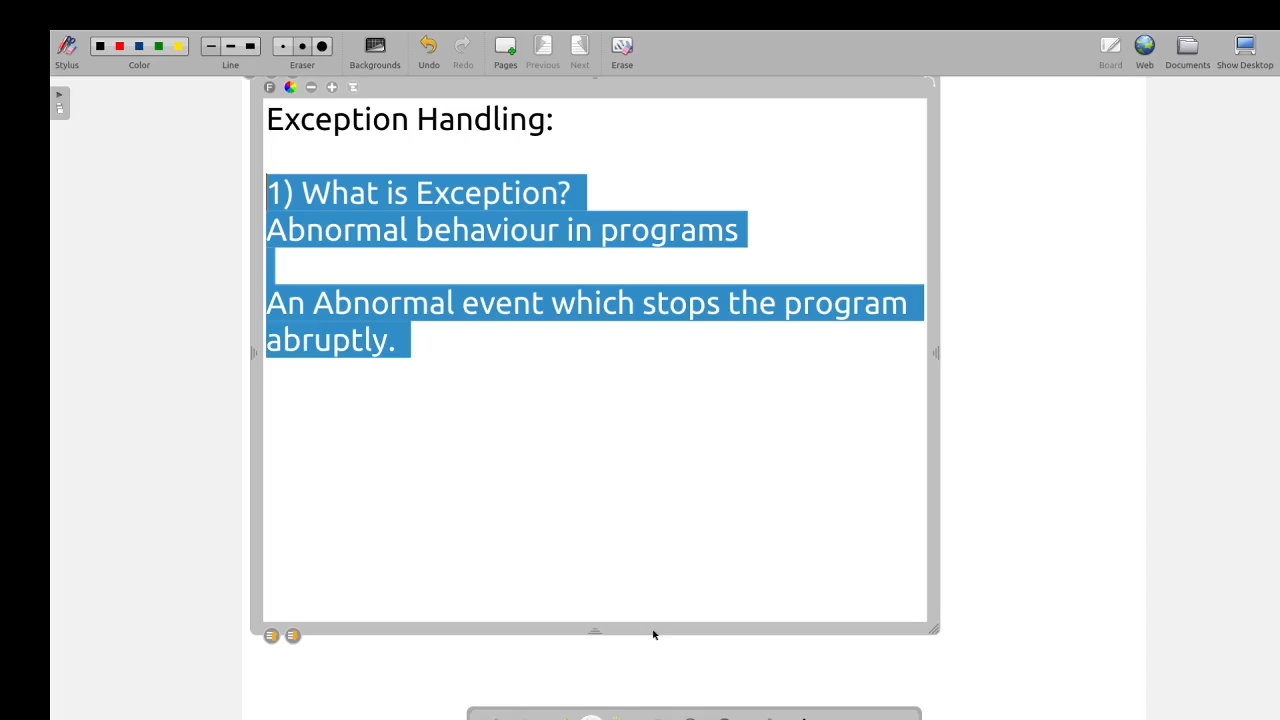 Stylus Color Line Eraser Backgrounds Undo Redo Pages Previous Next Erase Board Web Documents Show Desktop
F
Exception Handling:
1) What is Exception?
Abnormal behaviour in programs
An Abnormal event which stops the program
abruptly.